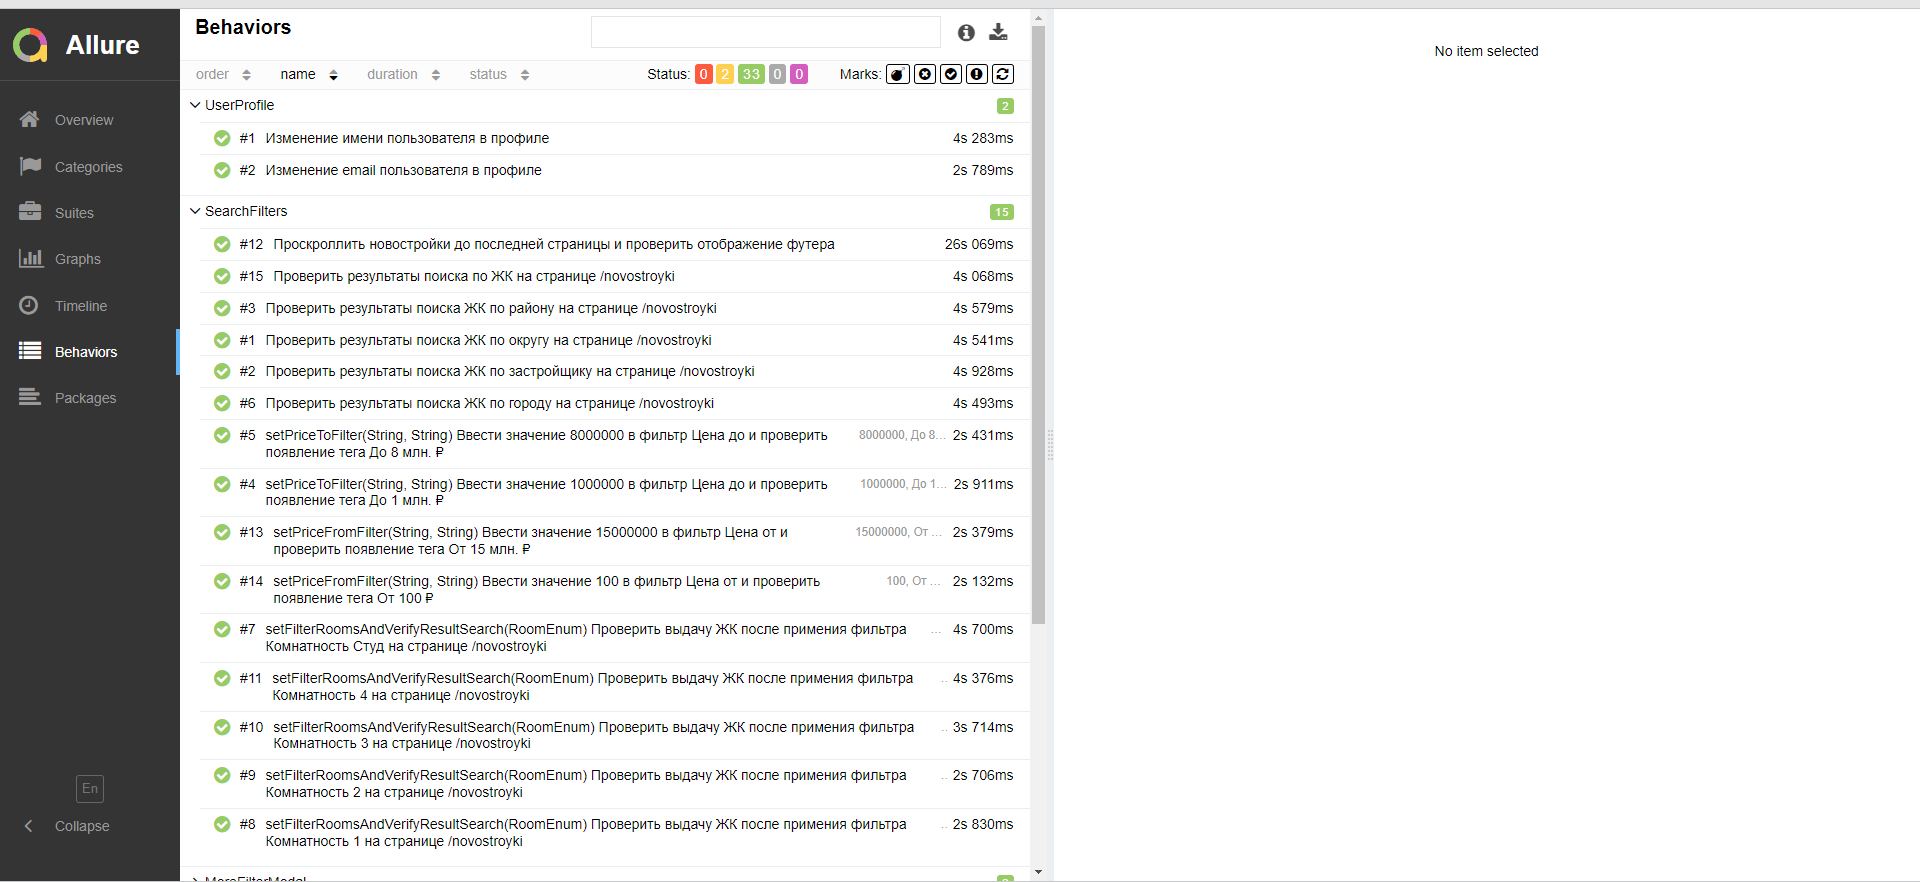 Allure
Overview
Categories
Suites
Graphs
Timeline
Behaviors
Packages
En
Collapse
Behaviors
order name duration status Status: 0 2 33 0 0 Marks:
UserProfile 2
#1 Изменение имени пользователя в профиле 4s 283ms
#2 Изменение email пользователя в профиле 2s 789ms
SearchFilters 15
#12 Проскроллить новостройки до последней страницы и проверить отображение футера 26s 069ms
#15 Проверить результаты поиска по ЖК на странице /novostroyki 4s 068ms
#3 Проверить результаты поиска ЖК по району на странице /novostroyki 4s 579ms
#1 Проверить результаты поиска ЖК по округу на странице /novostroyki 4s 541ms
#2 Проверить результаты поиска ЖК по застройщику на странице /novostroyki 4s 928ms
#6 Проверить результаты поиска ЖК по городу на странице /novostroyki 4s 493ms
#5 setPriceToFilter(String, String) Ввести значение 8000000 в фильтр Цена до и проверить 8000000, До 8... 2s 431ms
появление тега До 8 млн. ₽
#4 setPriceToFilter(String, String) Ввести значение 1000000 в фильтр Цена до и проверить 1000000, До 1... 2s 911ms
появление тега До 1 млн. ₽
#13 setPriceFromFilter(String, String) Ввести значение 15000000 в фильтр Цена от и 15000000, От ... 2s 379ms
проверить появление тега От 15 млн. ₽
#14 setPriceFromFilter(String, String) Ввести значение 100 в фильтр Цена от и проверить 100, От ... 2s 132ms
появление тега От 100 ₽
#7 setFilterRoomsAndVerifyResultSearch(RoomEnum) Проверить выдачу ЖК после примения фильтра ... 4s 700ms
Комнатность Студ на странице /novostroyki
#11 setFilterRoomsAndVerifyResultSearch(RoomEnum) Проверить выдачу ЖК после примения фильтра .. 4s 376ms
Комнатность 4 на странице /novostroyki
#10 setFilterRoomsAndVerifyResultSearch(RoomEnum) Проверить выдачу ЖК после примения фильтра .. 3s 714ms
Комнатность 3 на странице /novostroyki
#9 setFilterRoomsAndVerifyResultSearch(RoomEnum) Проверить выдачу ЖК после примения фильтра .. 2s 706ms
Комнатность 2 на странице /novostroyki
#8 setFilterRoomsAndVerifyResultSearch(RoomEnum) Проверить выдачу ЖК после примения фильтра .. 2s 830ms
Комнатность 1 на странице /novostroyki
No item selected